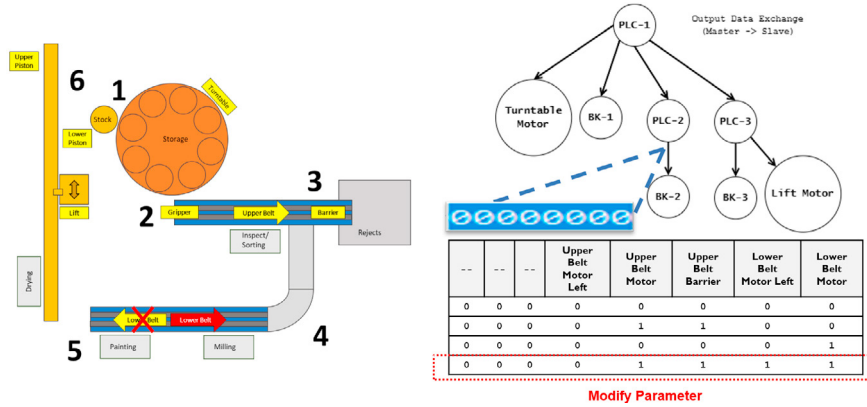 Upper
Piston
6
1
Turntable
Stock
Storage
Lower
Piston
3
Lift
2
Gripper
Upper Belt
Barrier
Inspect/
Sorting
Rejects
Drying
Lower Belt
Lower Belt
4
5
Painting
Milling
PLC-1
Output Data Exchange
(Master -> Slave)
Turntable
Motor
BK-1
PLC-2
PLC-3
BK-2
BK-3
Lift Motor
00000000
-- -- -- Upper Belt Motor Left Upper Belt Motor Upper Belt Barrier Lower Belt Motor Left Lower Belt Motor
0 0 0 0 0 0 0 0
0 0 0 0 1 1 0 0
0 0 0 0 0 0 0 1
0 0 0 0 1 1 1 1
Modify Parameter